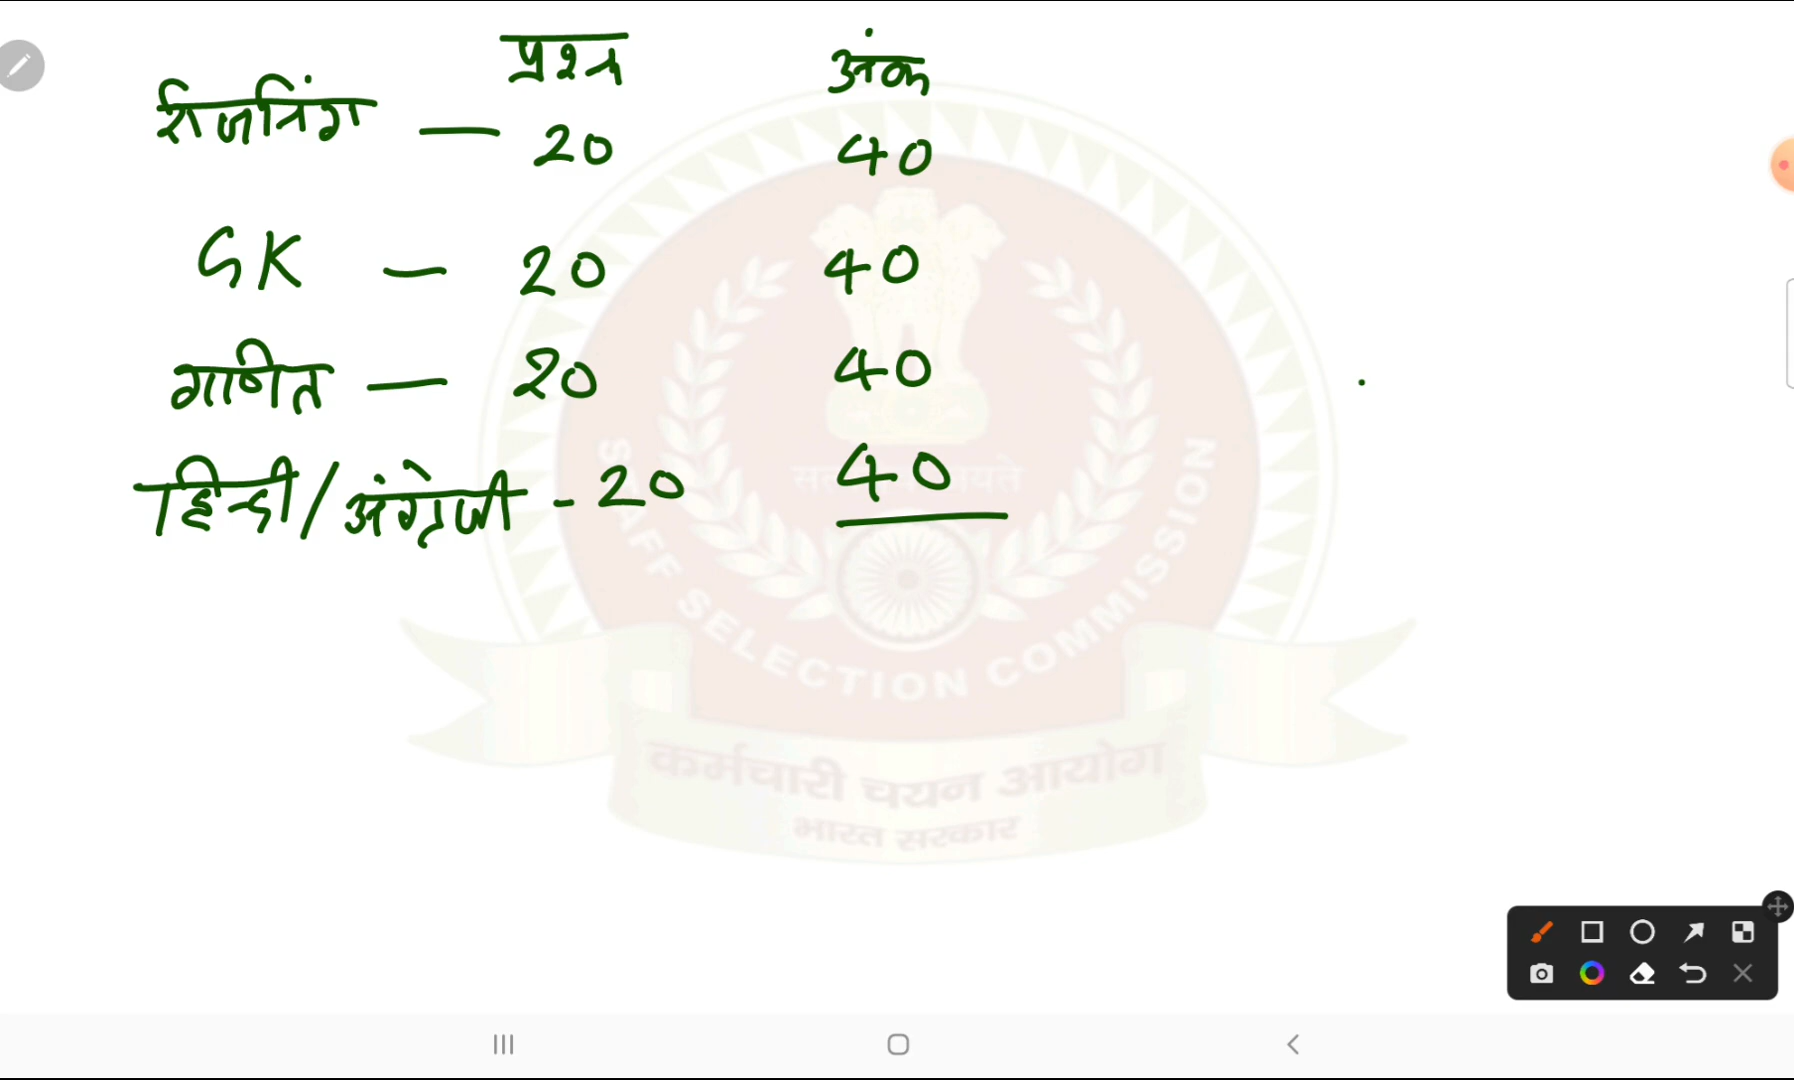 प्रश्न अंक
रीजनिंग — 20 40
GK — 20 40
गणित — 20 40
हिन्दी/अंग्रेजी - 20 40
STAFF SELECTION COMMISSION
कर्मचारी चयन आयोग
भारत सरकार